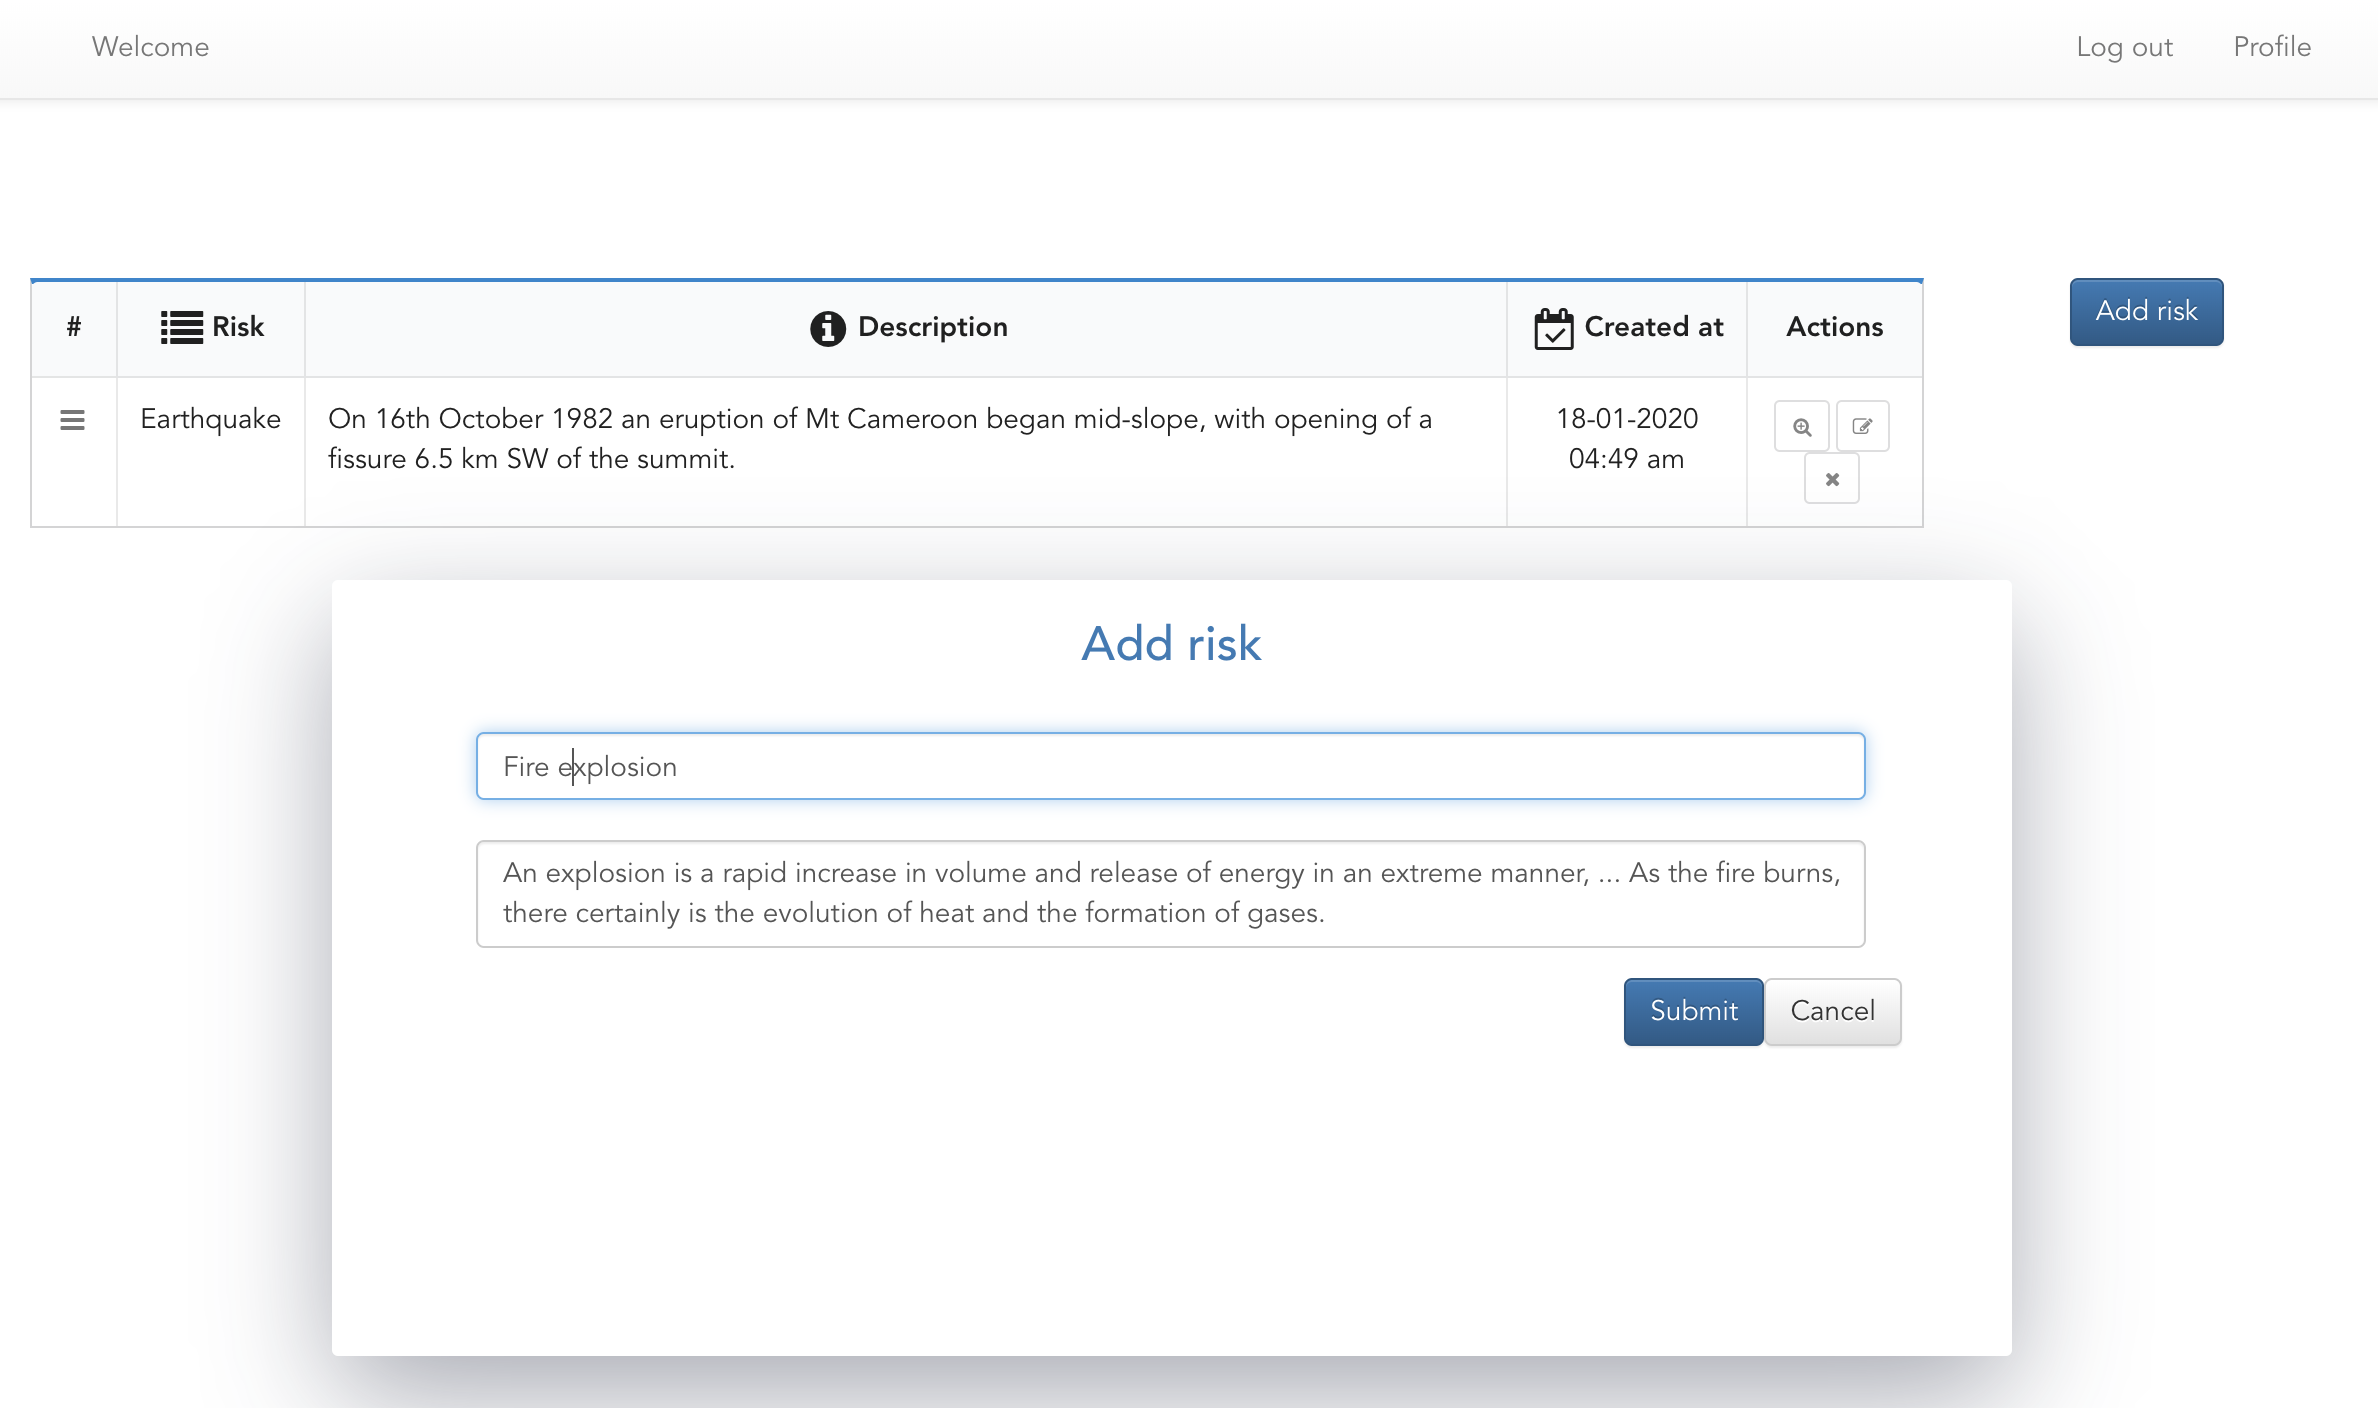 Welcome
Log out
Profile
#
Risk
Description
Created at
Actions
Add risk
Earthquake
On 16th October 1982 an eruption of Mt Cameroon began mid-slope, with opening of a
fissure 6.5 km SW of the summit.
18-01-2020
04:49 am
Add risk
Fire explosion
An explosion is a rapid increase in volume and release of energy in an extreme manner, ... As the fire burns,
there certainly is the evolution of heat and the formation of gases.
Submit
Cancel